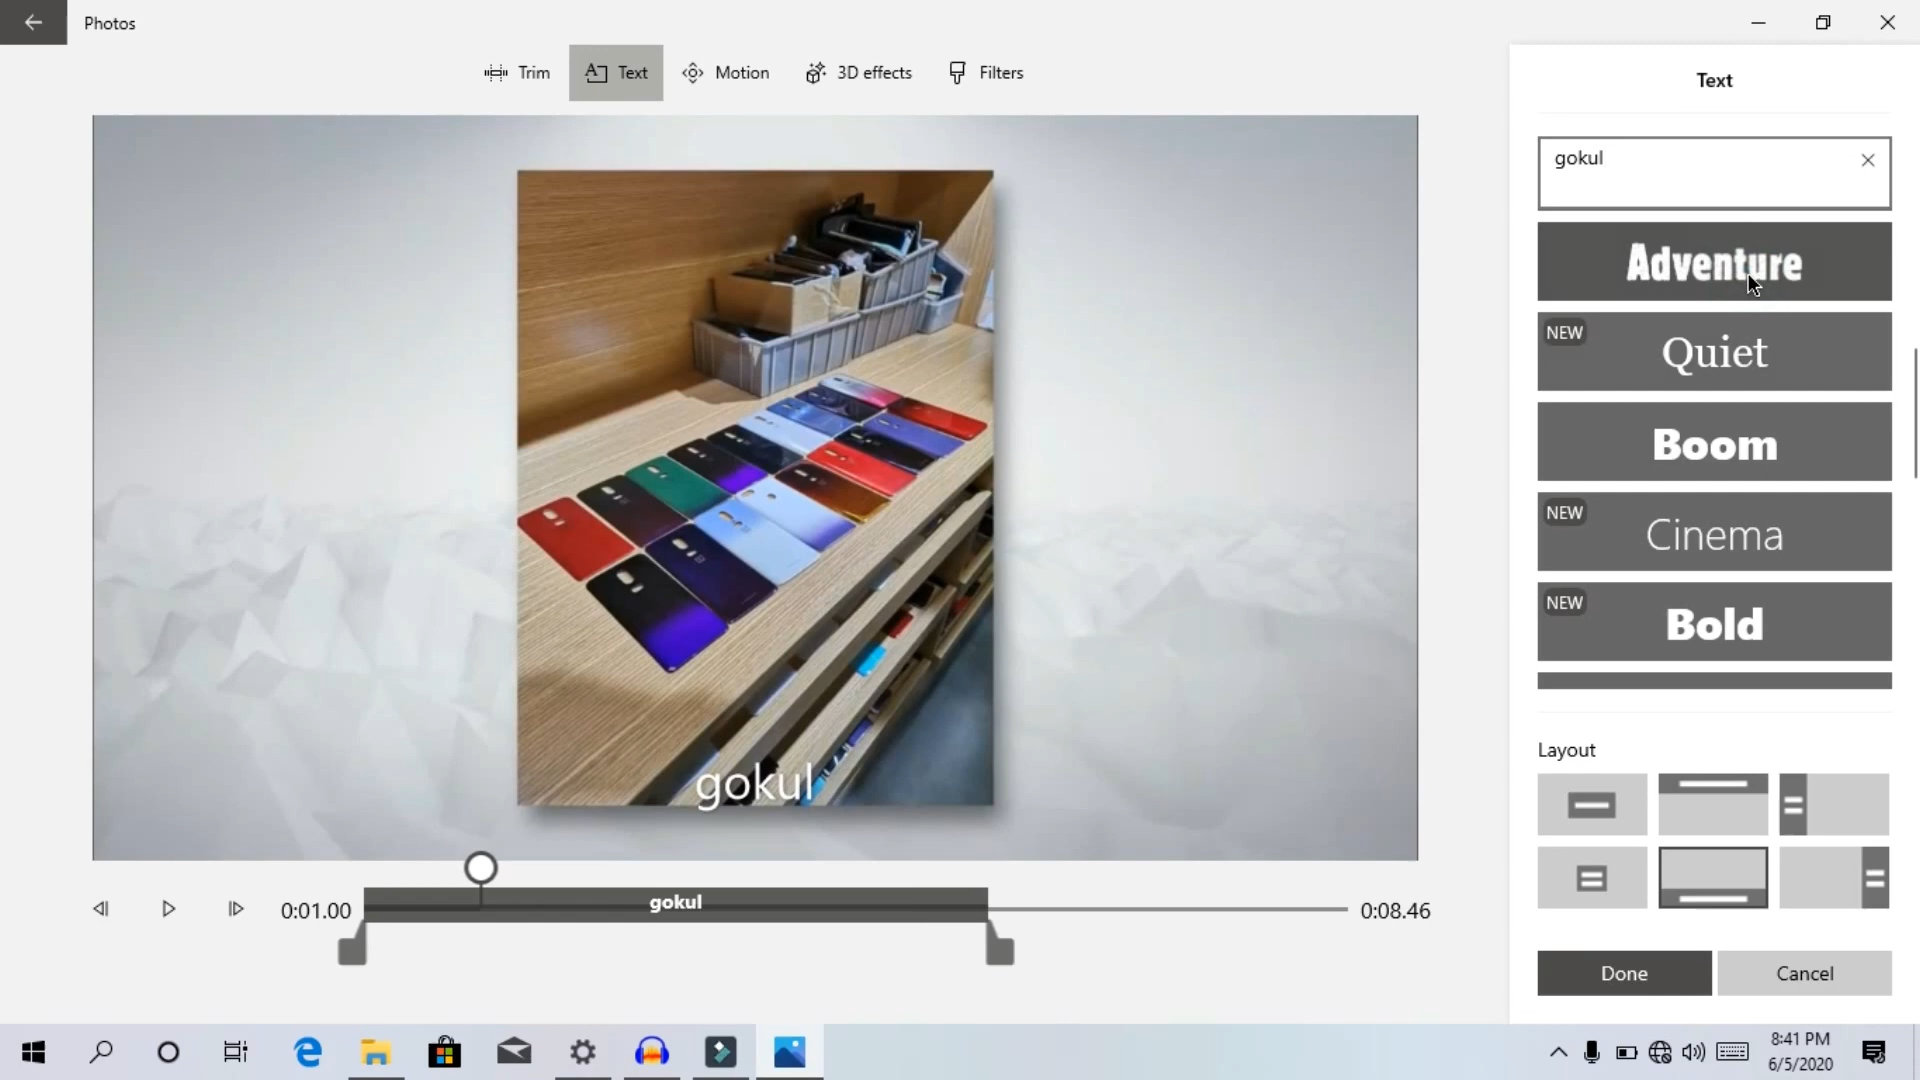 Photos
Trim
Text
Motion
3D effects
Filters
gokul
0:01.00
gokul
0:08.46
Text
gokul
Adventure
NEW
Quiet
Boom
NEW
Cinema
NEW
Bold
Layout
Done
Cancel
8:41 PM
6/5/2020